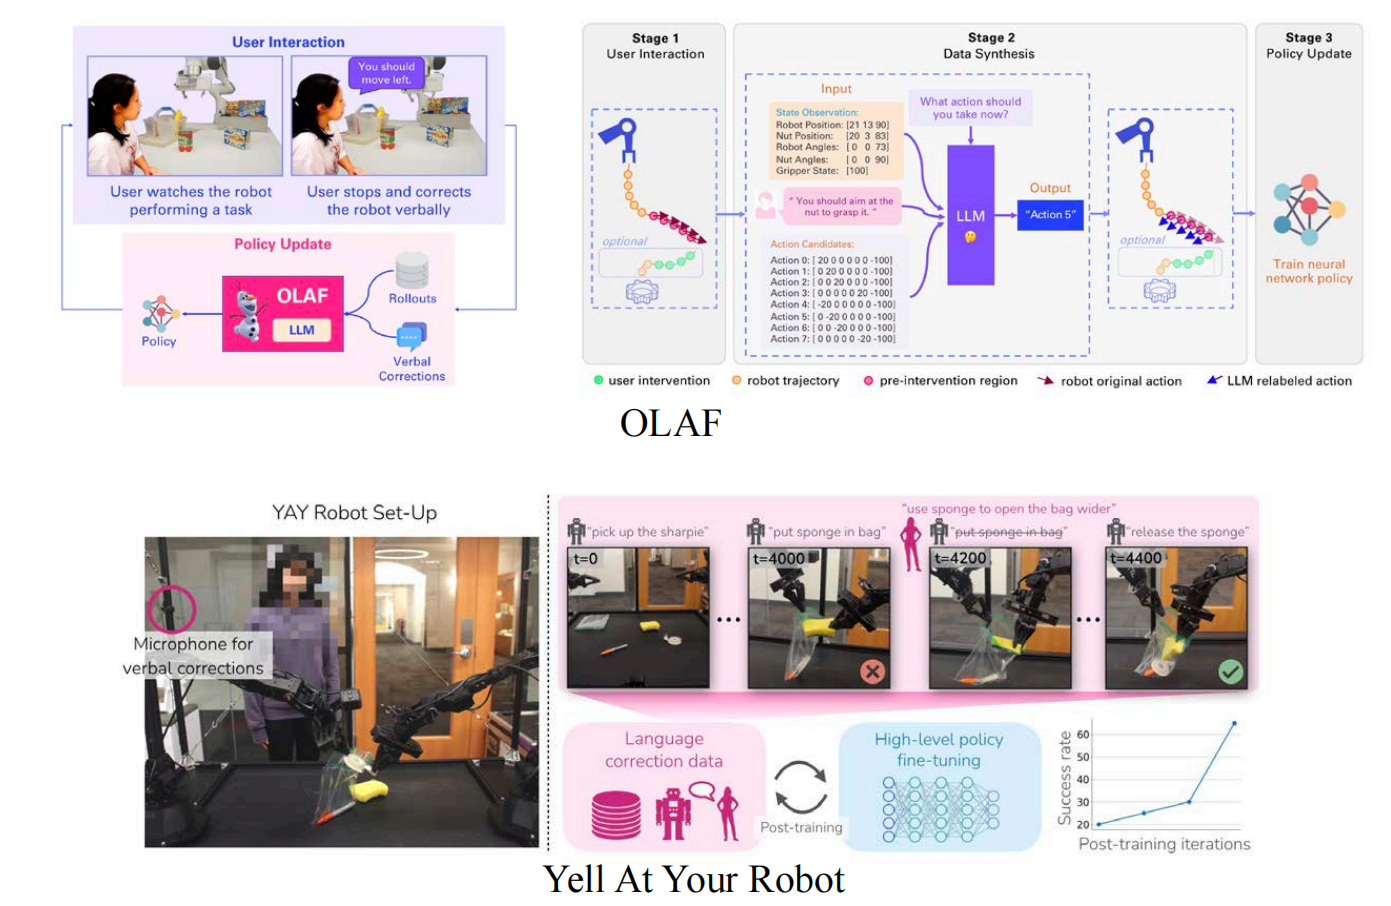 User Interaction
You should
move left.
User watches the robot
performing a task
User stops and corrects
the robot verbally
Policy Update
OLAF
LLM
Policy
Rollouts
Verbal
Corrections
Stage 1
User Interaction
optional
Stage 2
Data Synthesis
Input
State Observation:
Robot Position: [21 13 90]
Nut Position: [20 3 83]
Robot Angles: [ 0 0 73]
Nut Angles: [ 0 0 90]
Gripper State: [100]
" You should aim at the
nut to grasp it. "
Action Candidates:
Action 0: [ 20 0 0 0 0 0 -100]
Action 1: [ 0 20 0 0 0 0 -100]
Action 2: [ 0 0 20 0 0 0 -100]
Action 3: [ 0 0 0 0 0 20 -100]
Action 4: [ -20 0 0 0 0 0 -100]
Action 5: [ 0 -20 0 0 0 0 -100]
Action 6: [ 0 0 -20 0 0 0 -100]
Action 7: [ 0 0 0 0 0 -20 -100]
What action should
you take now?
LLM
Output
"Action 5"
optional
Stage 3
Policy Update
Train neural
network policy
user intervention
robot trajectory
pre-intervention region
robot original action
LLM relabeled action
OLAF
YAY Robot Set-Up
Microphone for
verbal corrections
"use sponge to open the bag wider"
"pick up the sharpie"
"put sponge in bag"
"put sponge in bag"
"release the sponge"
t=0
t=4000
t=4200
t=4400
...
...
Language
correction data
Post-training
High-level policy
fine-tuning
Success rate
60
50
40
30
20
Post-training iterations
Yell At Your Robot